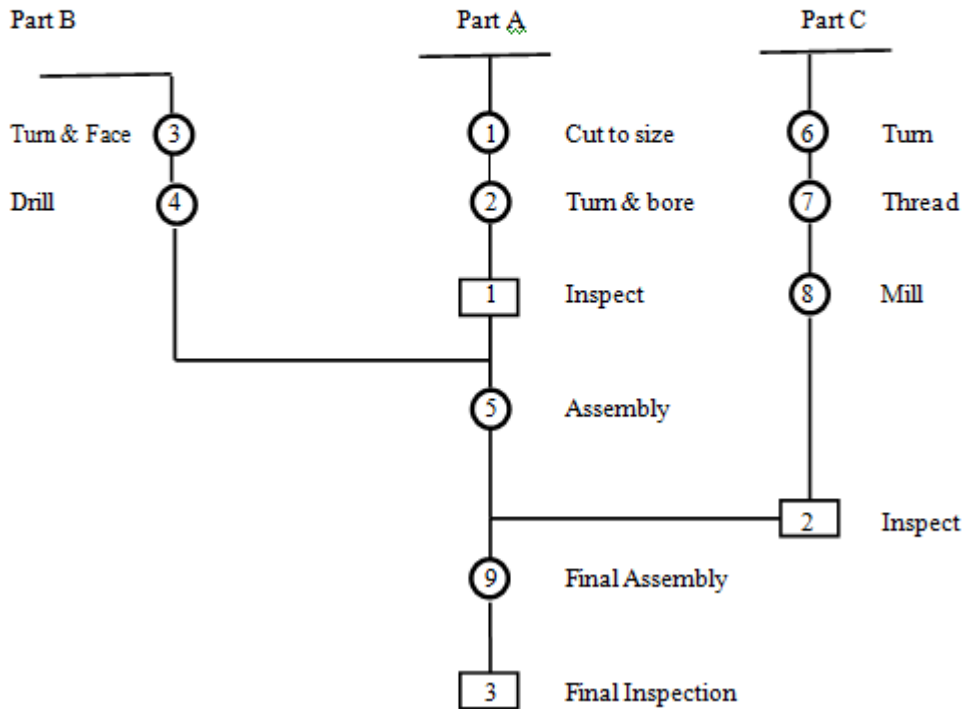 Part B Part A Part C
Turn & Face 3 1 Cut to size 6 Turn
Drill 4 2 Turn & bore 7 Thread
1 Inspect 8 Mill
5 Assembly
2 Inspect
9 Final Assembly
3 Final Inspection